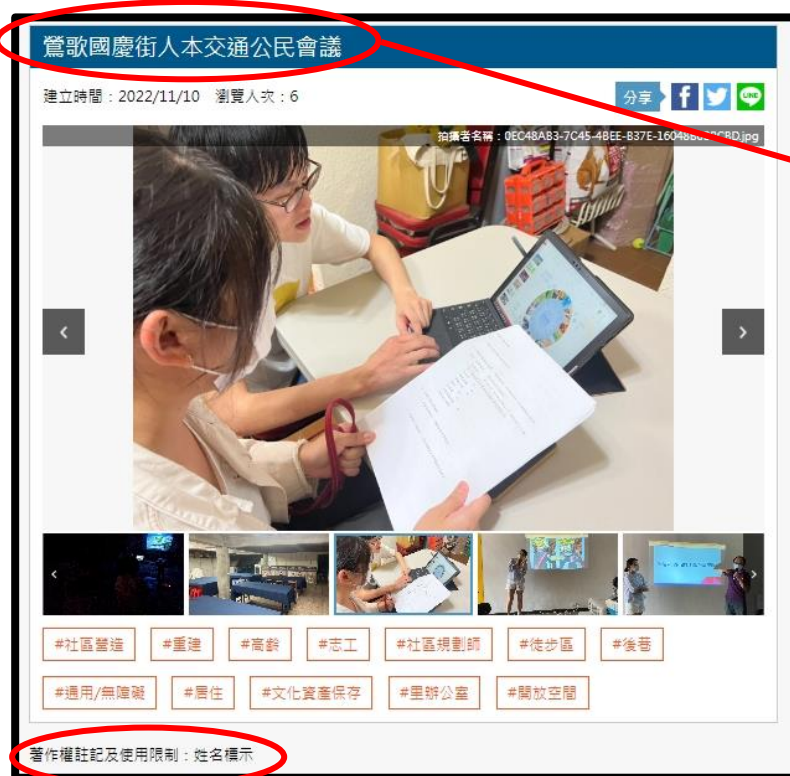 鶯歌國慶街人本交通公民會議
建立時間：2022/11/10 瀏覽人次：6
分享
LINE
#社區營造 #重建 #高齡 #志工 #社區規劃師 #徒步區 #後巷
#通用/無障礙 #居住 #文化資產保存 #里辦公室 #開放空間
著作權註記及使用限制：姓名標示